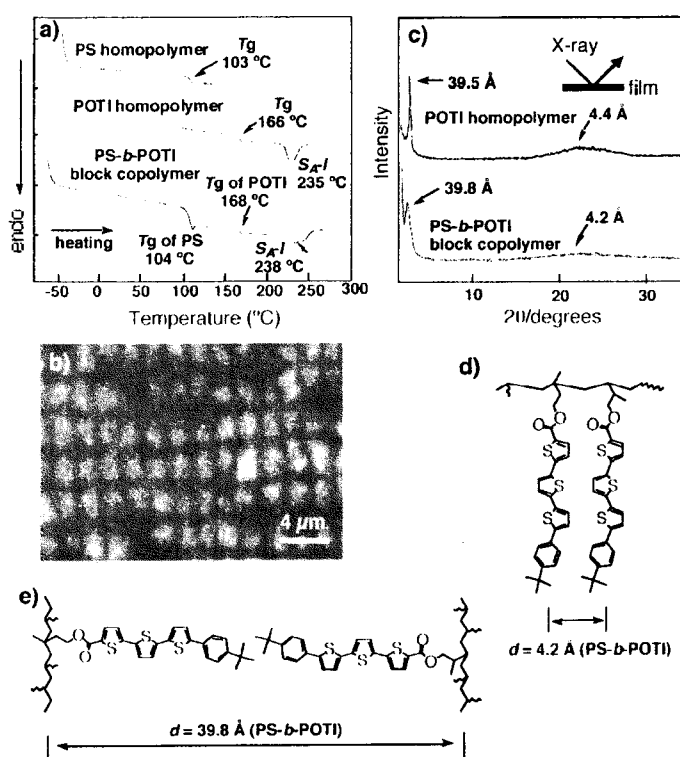 a)
PS homopolymer
Tg
103 °C
POTI homopolymer
Tg
166 °C
PS-b-POTI
block copolymer
SA-I
235 °C
Tg of POTI
168 °C
endo
heating
Tg of PS
104 °C
SA-I
238 °C
-50 0 50 100 150 200 250 300
Temperature (°C)
c)
X-ray
film
39.5 Å
POTI homopolymer
4.4 Å
39.8 Å
4.2 Å
PS-b-POTI
block copolymer
Intensity
10 20 30
2θ/degrees
b)
4 µm
d)
O O
S S
S S
S S
d = 4.2 Å (PS-b-POTI)
e)
O O S S S S S S O O
d = 39.8 Å (PS-b-POTI)